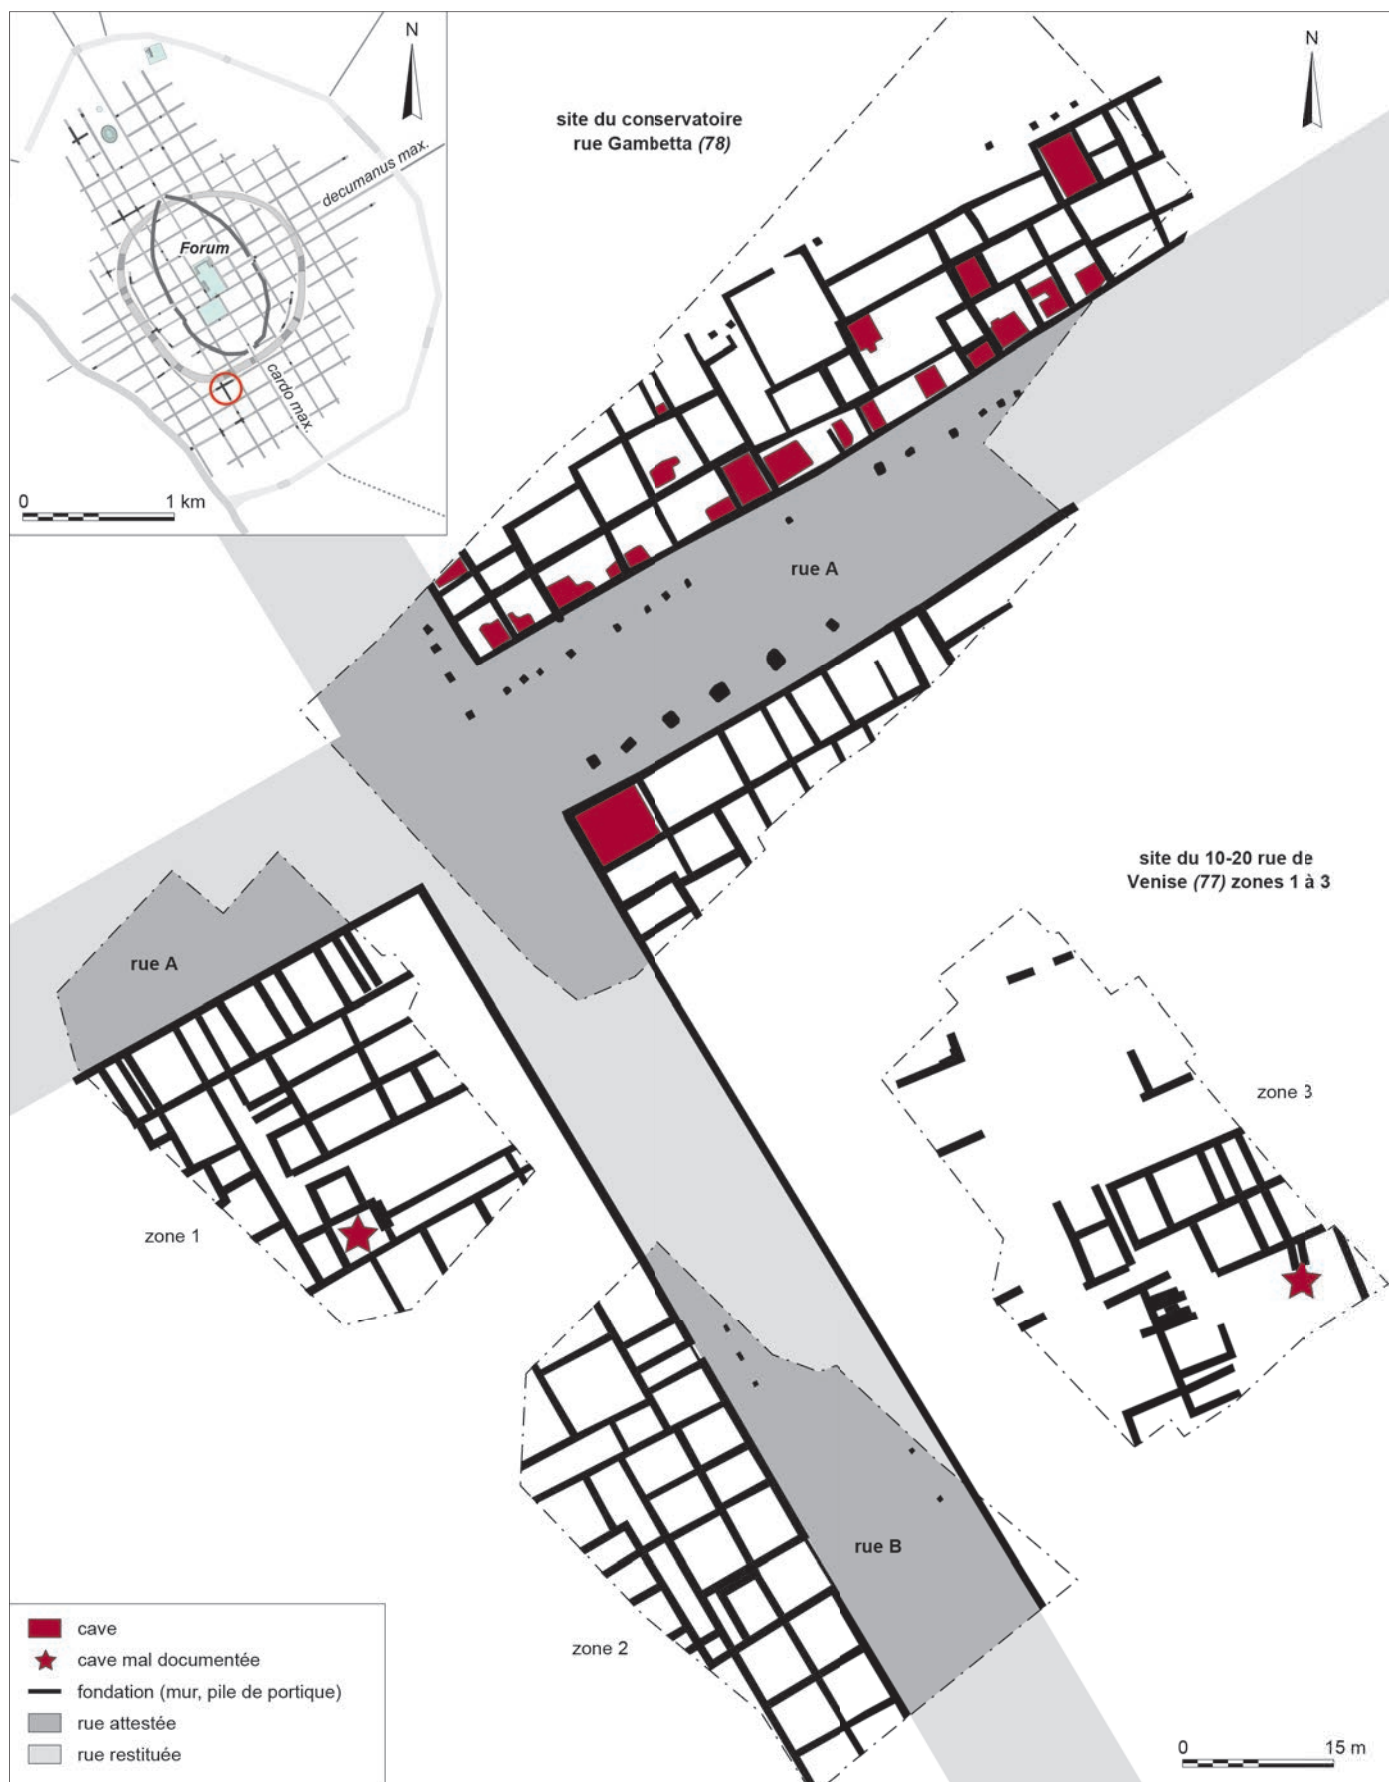 N
decumanus max.
Forum
cardo max.
0 1 km
site du conservatoire
rue Gambetta (78)
N
rue A
site du 10-20 rue de
Venise (77) zones 1 à 3
rue A
zone 3
zone 1
rue B
zone 2
cave
cave mal documentée
fondation (mur, pile de portique)
rue attestée
rue restituée
0 15 m